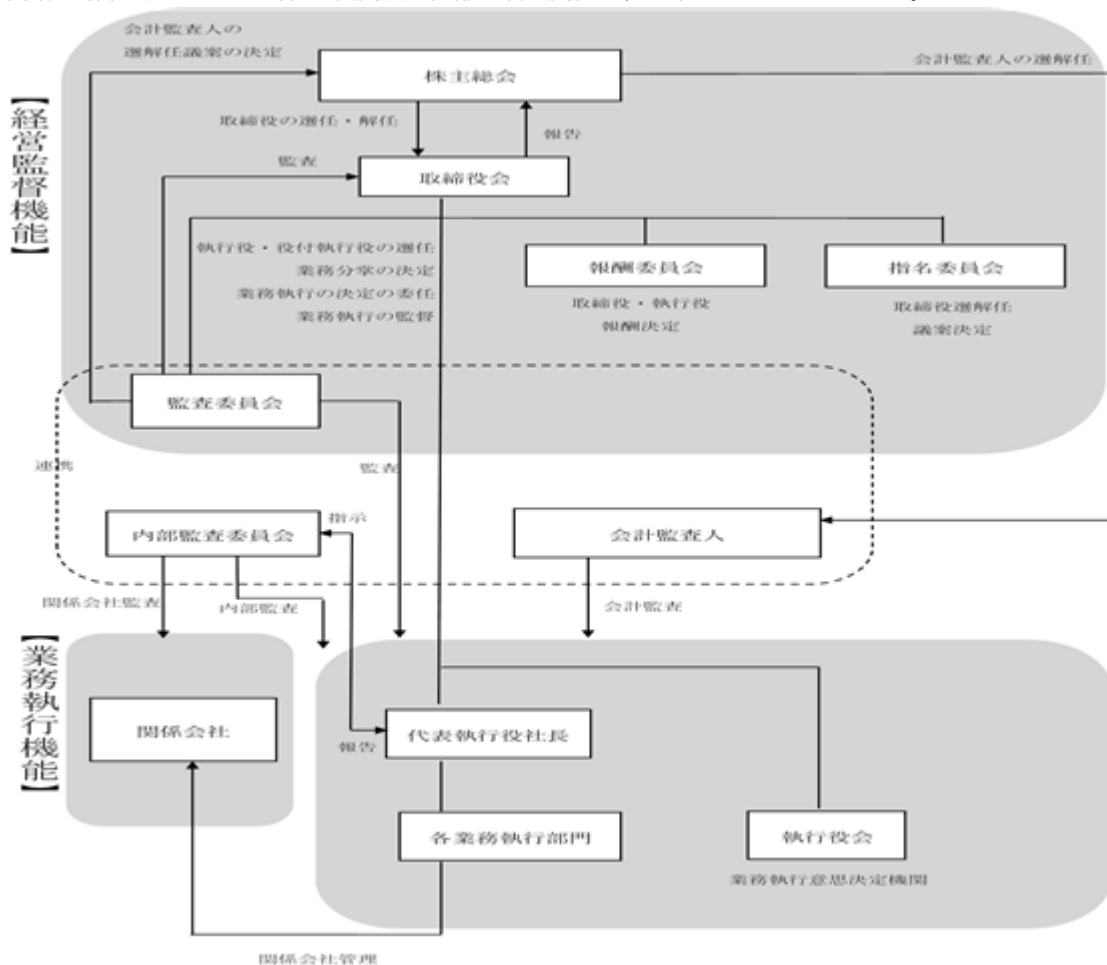 会計監査人の
選解任議案の決定
株主総会
会計監査人の選解任
取締役の選任・解任
報告
【経営監督機能】
監査
取締役会
執行役・役付執行役の選任
業務分掌の決定
業務執行の決定の委任
業務執行の監督
報酬委員会
取締役・執行役
報酬決定
指名委員会
取締役選解任
議案決定
監査委員会
連携
監査
指示
内部監査委員会
会計監査人
関係会社監査
内部監査
会計監査
【業務執行機能】
関係会社
報告
代表執行役社長
各業務執行部門
執行役会
業務執行意思決定機関
関係会社管理